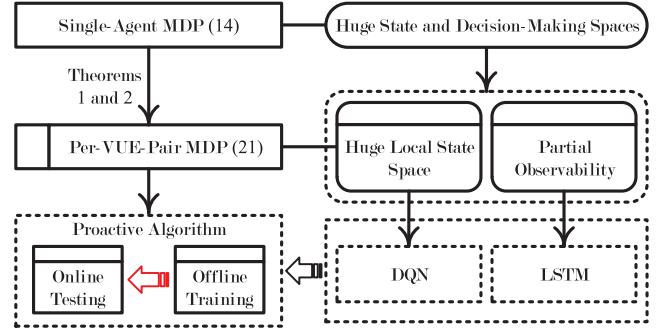 Single-Agent MDP (14)
Huge State and Decision-Making Spaces
Theorems
1 and 2
Per-VUE-Pair MDP (21)
Huge Local State
Space
Partial
Observability
Proactive Algorithm
Online
Testing
Offline
Training
DQN
LSTM